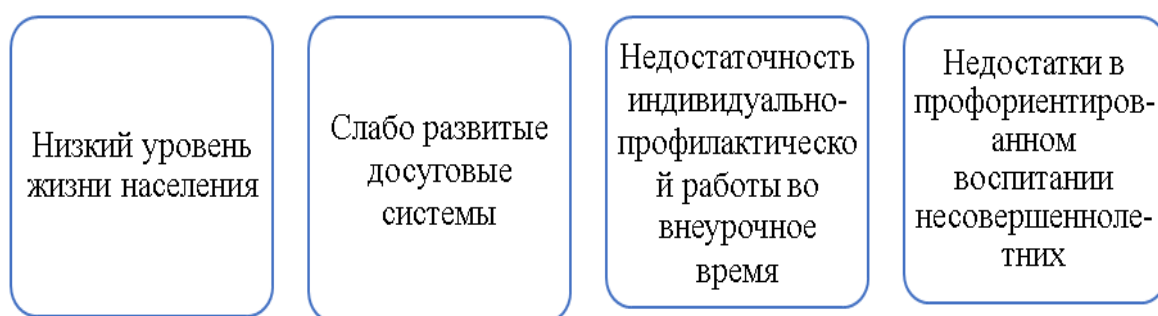 Низкий уровень
жизни населения
Слабо развитые
досуговые
системы
Недостаточность
индивидуально-
профилактическо
й работы во
внеурочное
время
Недостатки в
профориентиров-
анном
воспитании
несовершенноле-
тних